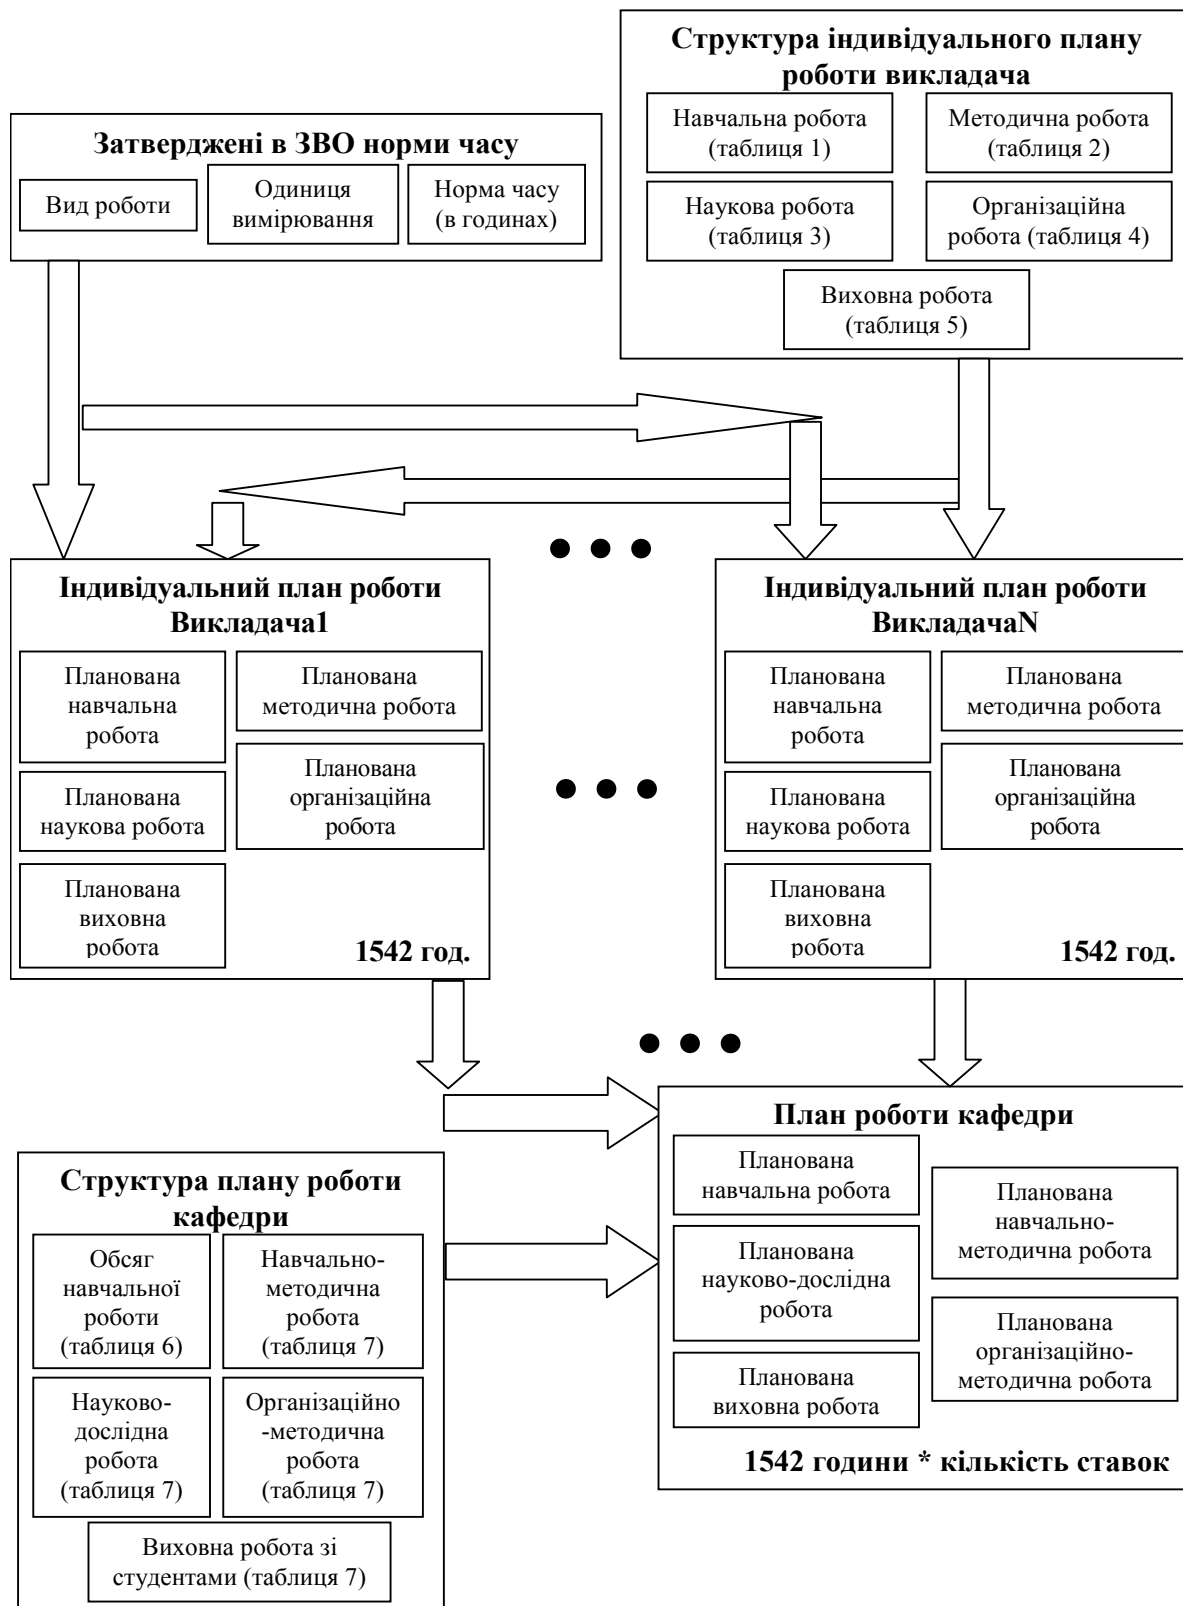 Структура індивідуального плану
роботи викладача
Навчальна робота
(таблиця 1)
Методична робота
(таблиця 2)
Наукова робота
(таблиця 3)
Організаційна
робота (таблиця 4)
Виховна робота
(таблиця 5)
Затверджені в ЗВО норми часу
Вид роботи
Одиниця
вимірювання
Норма часу
(в годинах)
Індивідуальний план роботи
Викладача1
Планована
навчальна
робота
Планована
методична робота
Планована
наукова робота
Планована
організаційна
робота
Планована
виховна
робота
1542 год.
Індивідуальний план роботи
ВикладачаN
Планована
навчальна
робота
Планована
методична робота
Планована
наукова робота
Планована
організаційна
робота
Планована
виховна
робота
1542 год.
Структура плану роботи
кафедри
Обсяг
навчальної
роботи
(таблиця 6)
Навчально-
методична
робота
(таблиця 7)
Науково-
дослідна
робота
(таблиця 7)
Організаційно
-методична
робота
(таблиця 7)
Виховна робота зі
студентами (таблиця 7)
План роботи кафедри
Планована
навчальна робота
Планована
навчально-
методична робота
Планована
науково-дослідна
робота
Планована
організаційно-
методична робота
Планована
виховна робота
1542 години * кількість ставок